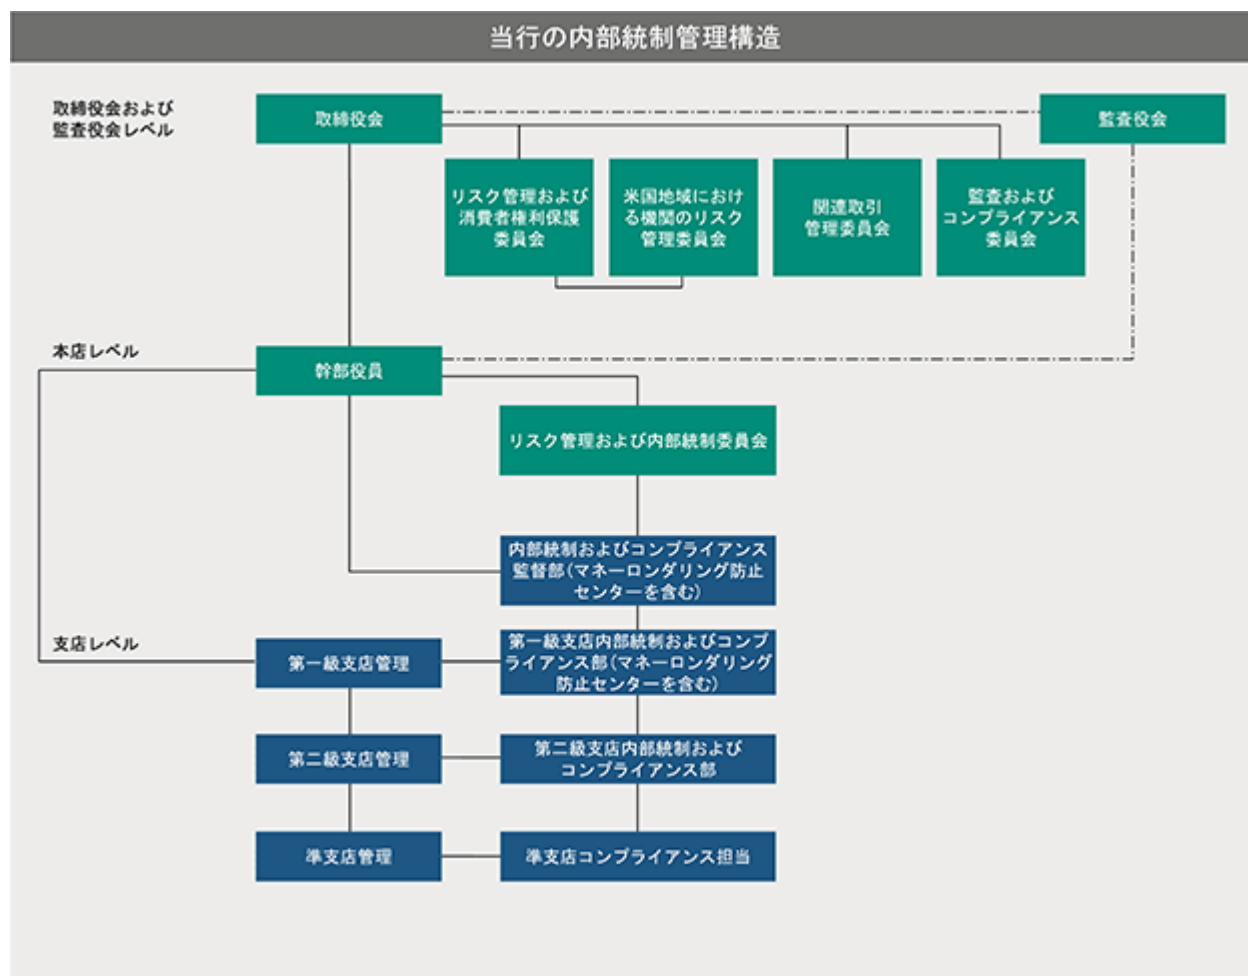 当行の内部統制管理構造
取締役会および
監査役会レベル
取締役会
監査役会
リスク管理および
消費者権利保護
委員会
米国地域におけ
る機関のリスク
管理委員会
関連取引
管理委員会
監査および
コンプライアンス
委員会
本店レベル
幹部役員
リスク管理および内部統制委員会
内部統制およびコンプライアンス
監督部(マネーロンダリング防止
センターを含む)
支店レベル
第一級支店管理
第一級支店内部統制およびコンプ
ライアンス部(マネーロンダリング
防止センターを含む)
第二級支店管理
第二級支店内部統制および
コンプライアンス部
準支店管理
準支店コンプライアンス担当